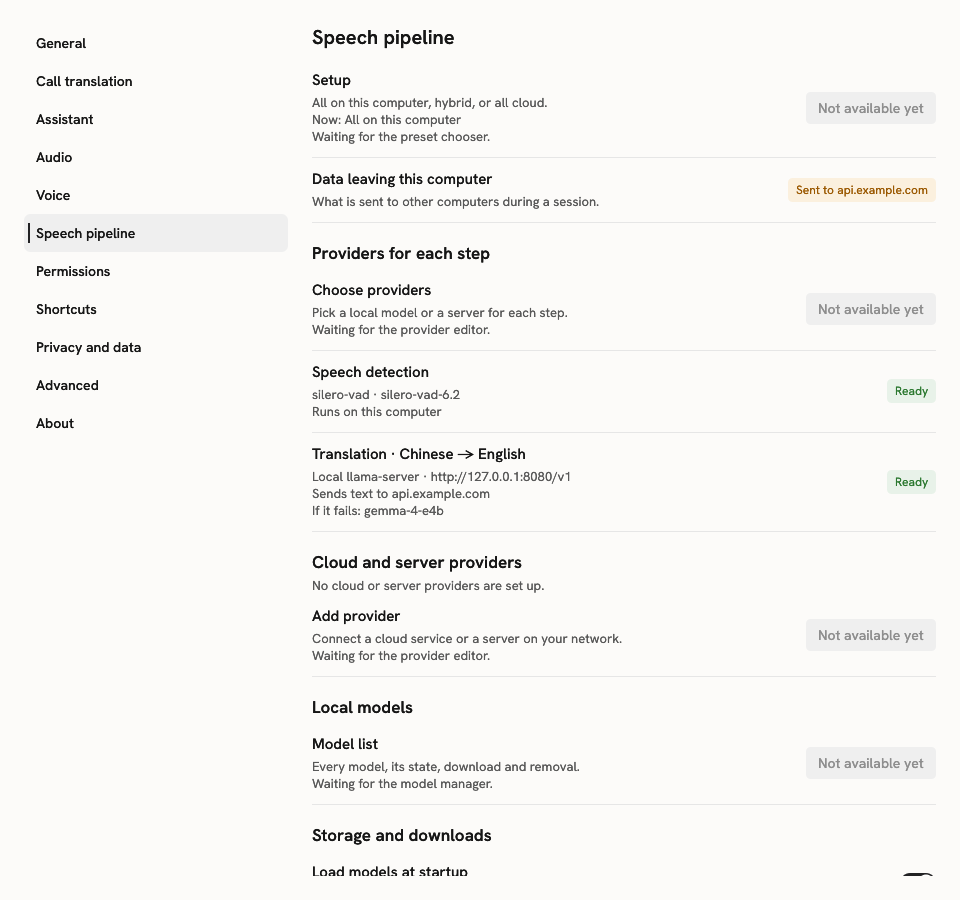 General
Call translation
Assistant
Audio
Voice
Speech pipeline
Permissions
Shortcuts
Privacy and data
Advanced
About
Speech pipeline
Setup
All on this computer, hybrid, or all cloud.
Now: All on this computer
Waiting for the preset chooser.
Not available yet
Data leaving this computer
What is sent to other computers during a session.
Sent to api.example.com
Providers for each step
Choose providers
Pick a local model or a server for each step.
Waiting for the provider editor.
Not available yet
Speech detection
silero-vad · silero-vad-6.2
Runs on this computer
Ready
Translation · Chinese → English
Local llama-server · http://127.0.0.1:8080/v1
Sends text to api.example.com
If it fails: gemma-4-e4b
Ready
Cloud and server providers
No cloud or server providers are set up.
Add provider
Connect a cloud service or a server on your network.
Waiting for the provider editor.
Not available yet
Local models
Model list
Every model, its state, download and removal.
Waiting for the model manager.
Not available yet
Storage and downloads
Load models at startup